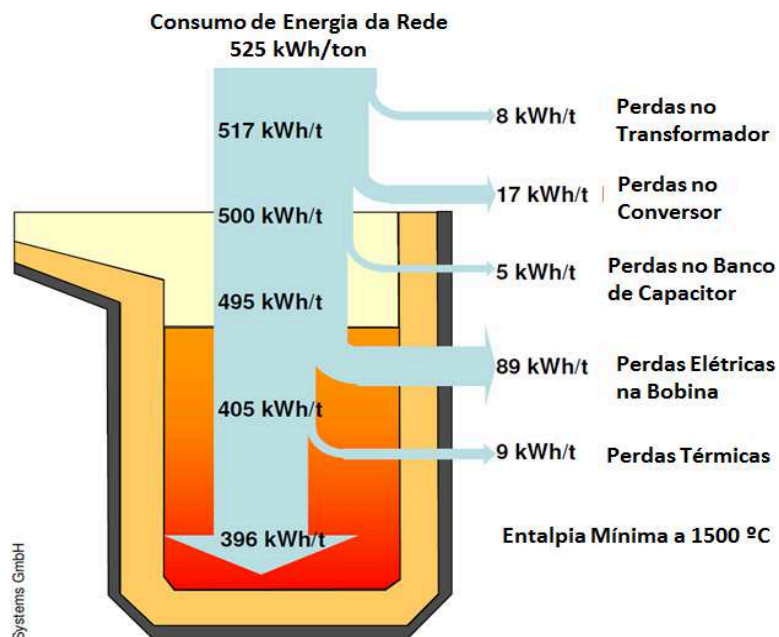 Consumo de Energia da Rede
525 kWh/ton
517 kWh/t
8 kWh/t
Perdas no
Transformador
500 kWh/t
17 kWh/t
Perdas no
Conversor
495 kWh/t
5 kWh/t
Perdas no Banco
de Capacitor
405 kWh/t
89 kWh/t
Perdas Elétricas
na Bobina
9 kWh/t
Perdas Térmicas
396 kWh/t
Entalpia Mínima a 1500 ºC
Systems GmbH